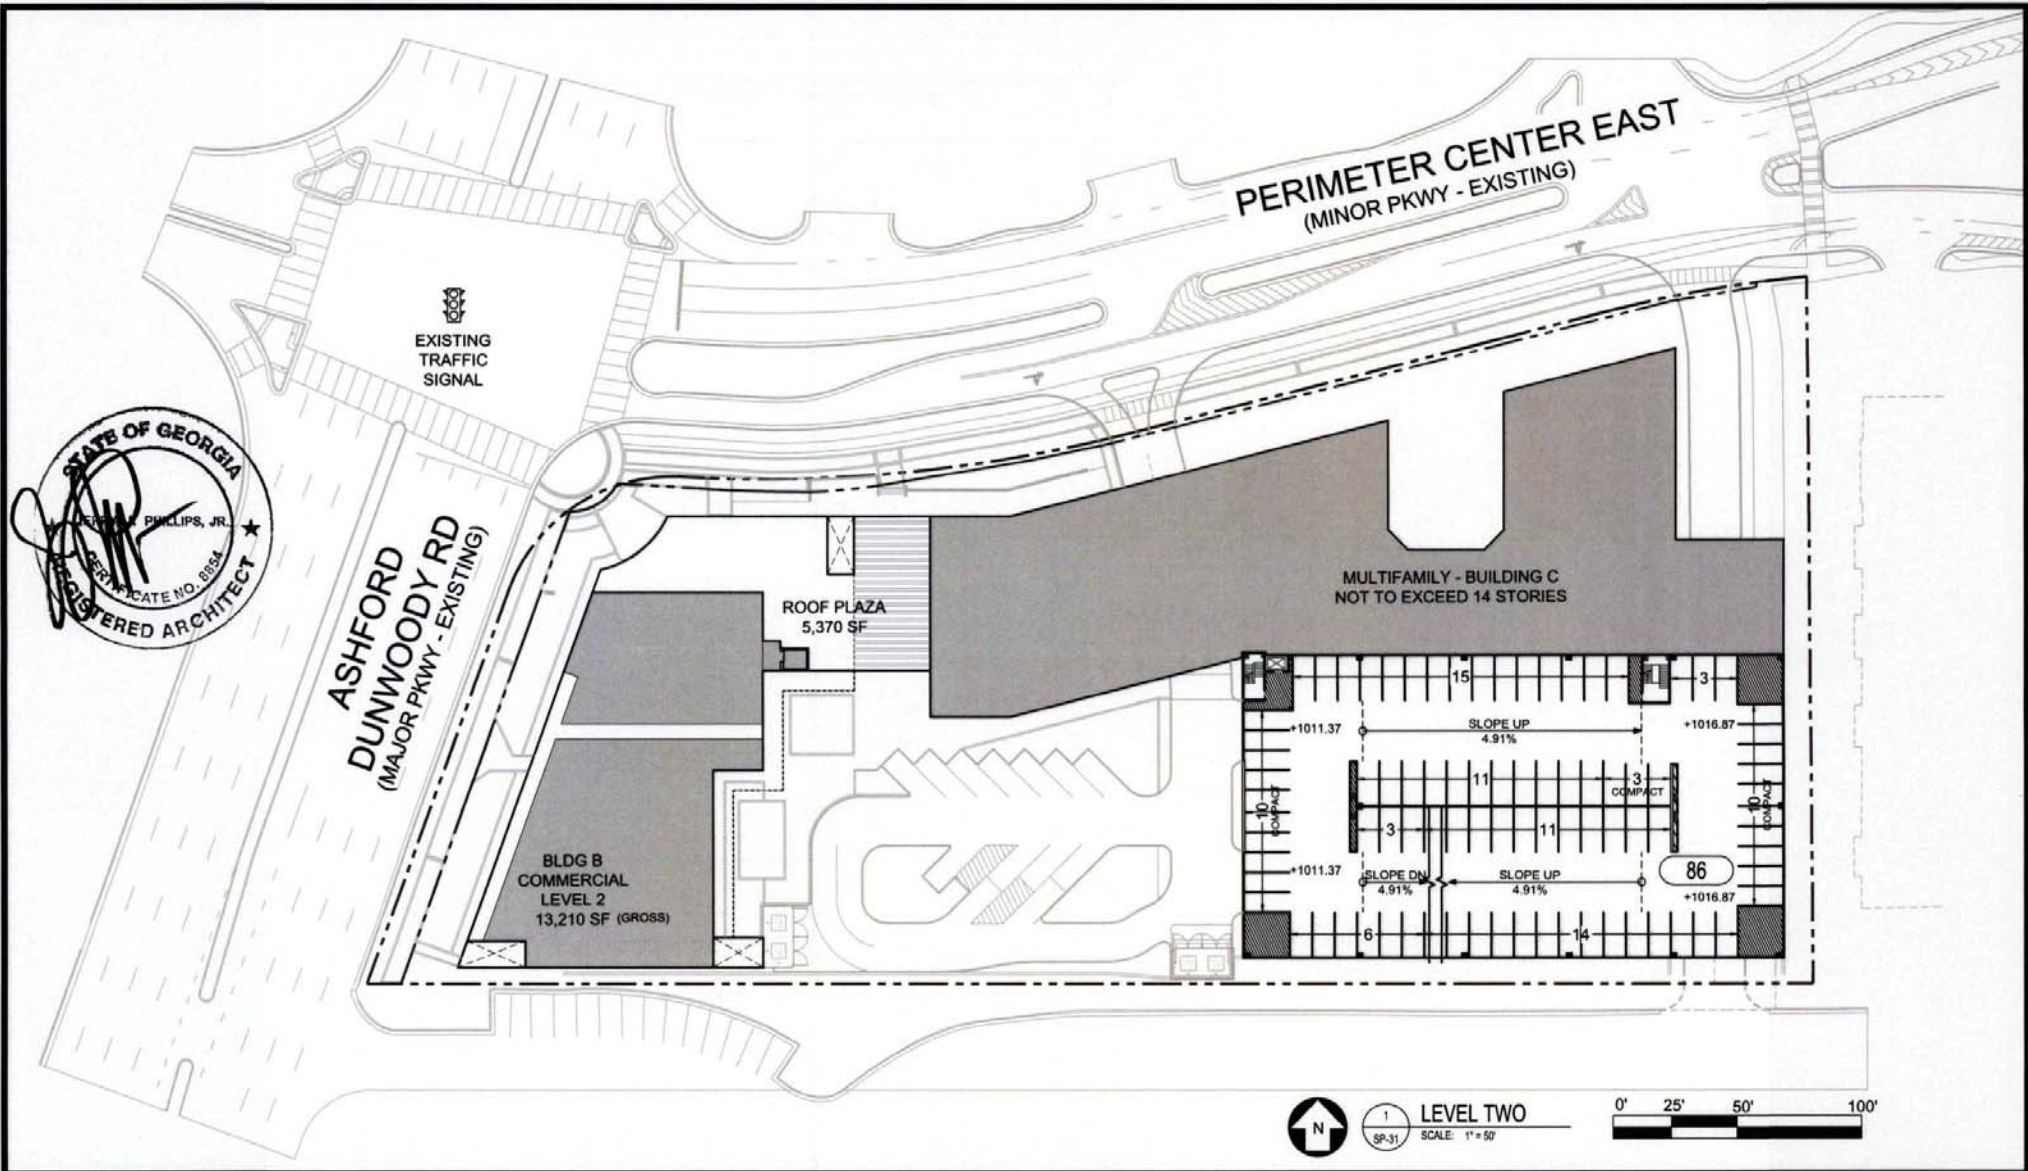 PERIMETER CENTER EAST
(MINOR PKWY - EXISTING)
EXISTING
TRAFFIC
SIGNAL
STATE OF GEORGIA
PHILLIPS, JR.
NO. 8854
REGISTERED ARCHITECT
ASHFORD
DUNWOODY RD
(MAJOR PKWY - EXISTING)
ROOF PLAZA
5,370 SF
MULTIFAMILY - BUILDING C
NOT TO EXCEED 14 STORIES
15
3
+1011.37
SLOPE UP
4.91%
+1016.87
11
3
COMPACT
10
COMPACT
10
COMPACT
3
11
BLDG B
COMMERCIAL
LEVEL 2
13,210 SF (GROSS)
+1011.37
SLOPE DN
4.91%
SLOPE UP
4.91%
86
+1016.87
6
14
N
1
SP-31
LEVEL TWO
SCALE: 1" = 50'
0' 25' 50' 100'